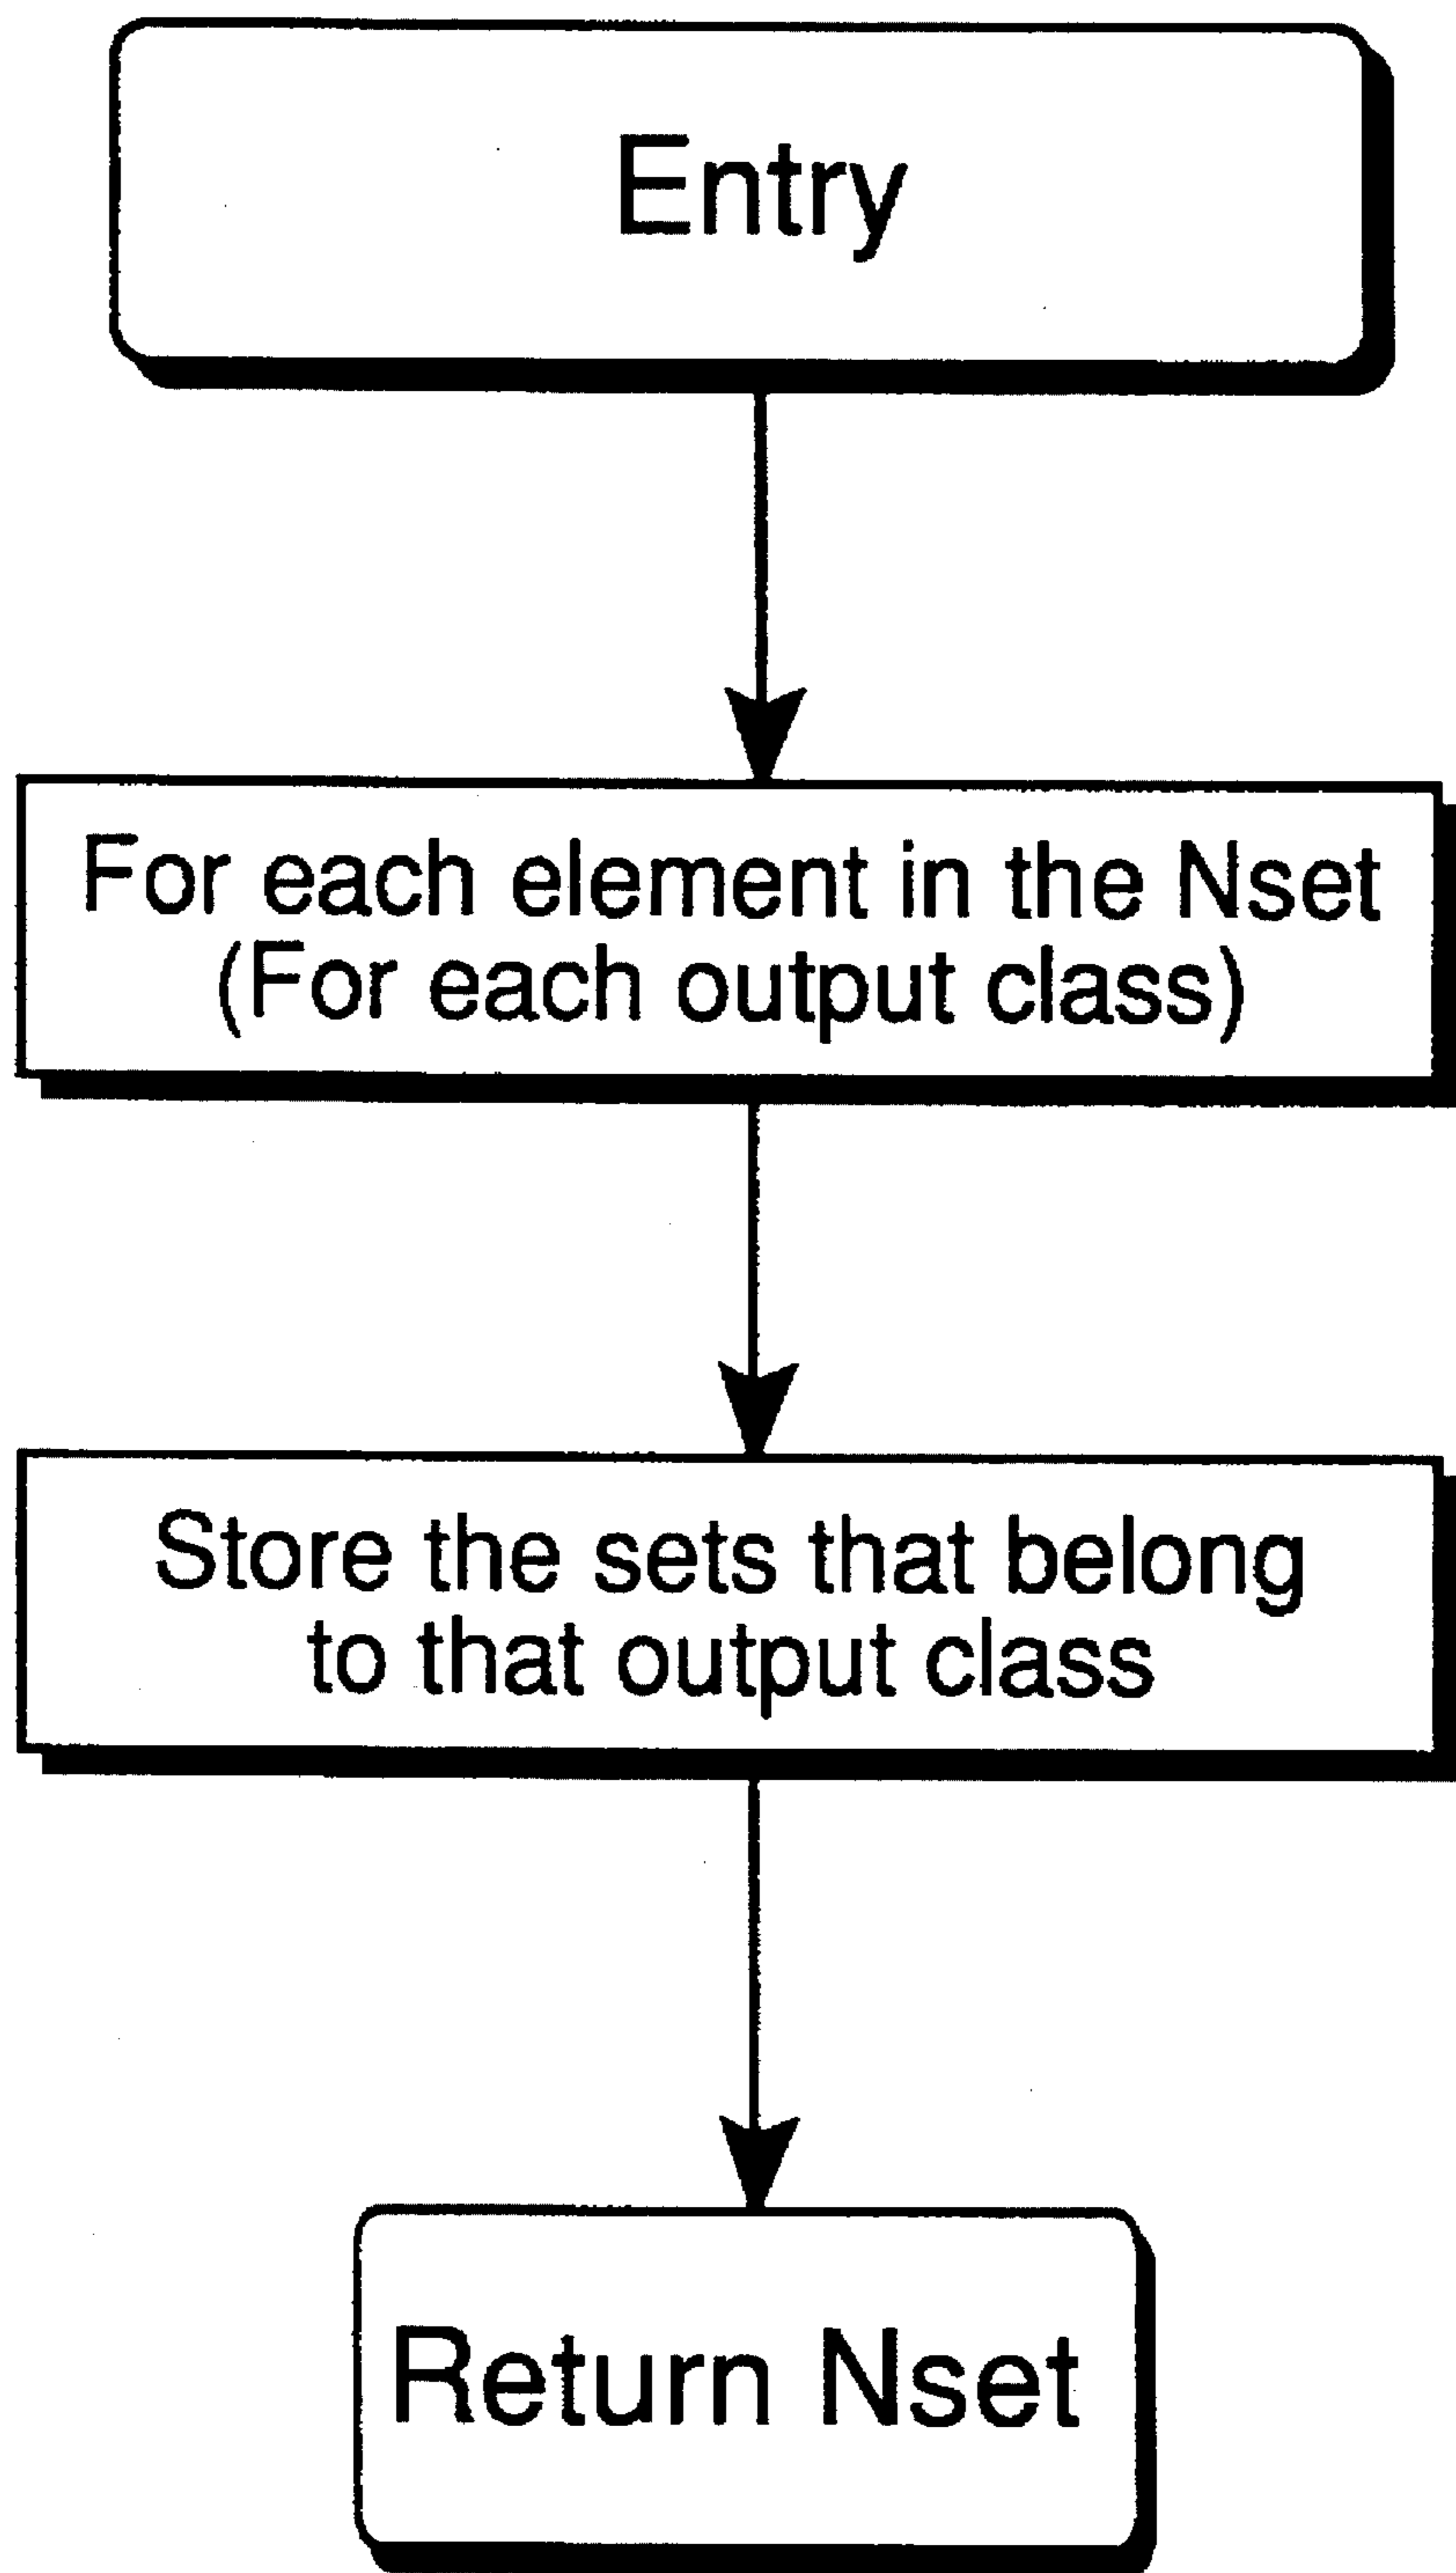 Entry
For each element in the Nset
(For each output class)
Store the sets that belong
to that output class
Return Nset